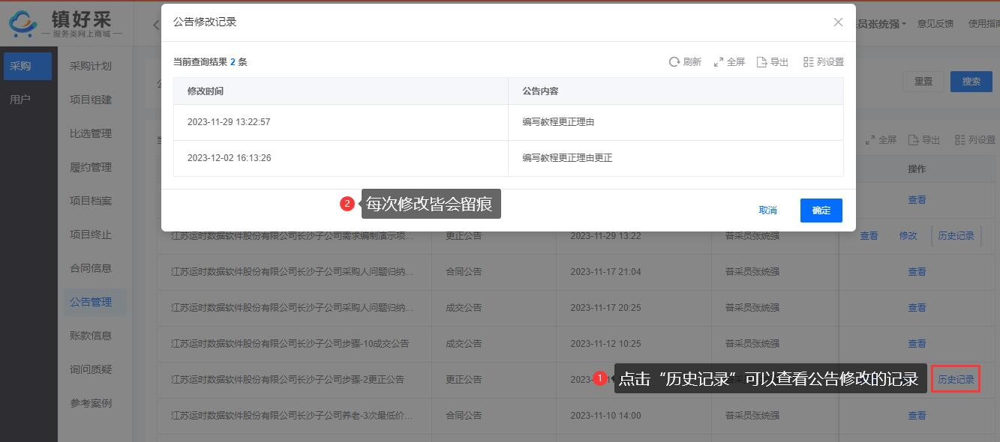 镇好采
服务类网上商城
采购
用户
采购计划
项目组建
比选管理
履约管理
项目档案
项目终止
合同信息
公告管理
账款信息
询问质疑
参考案例
员张统强 意见反馈 使用指南
重置 搜索
全屏 导出 列设置
公告修改记录
当前查询结果 2 条 刷新 全屏 导出 列设置
修改时间 公告内容
2023-11-29 13:22:57 编写教程更正理由
2023-12-02 16:13:26 编写教程更正理由更正
取消 确定
2 每次修改皆会留痕
操作
查看
江苏运时数据软件股份有限公司长沙子公司需求编制演示项... 更正公告 2023-11-29 13:22 普采员张统强 查看 修改 历史记录
江苏运时数据软件股份有限公司长沙子公司采购人问题归纳... 合同公告 2023-11-17 21:04 普采员张统强 查看
江苏运时数据软件股份有限公司长沙子公司采购人问题归纳... 成交公告 2023-11-17 20:25 普采员张统强 查看
江苏运时数据软件股份有限公司长沙子公司步骤-10成交公告 成交公告 2023-11-12 10:25 普采员张统强 查看
江苏运时数据软件股份有限公司长沙子公司步骤-2更正公告 更正公告 2023- 历史记录
1 点击“历史记录”可以查看公告修改的记录
江苏运时数据软件股份有限公司长沙子公司养老-3次最低价... 合同公告 2023-11-10 14:00 普采员张统强 查看